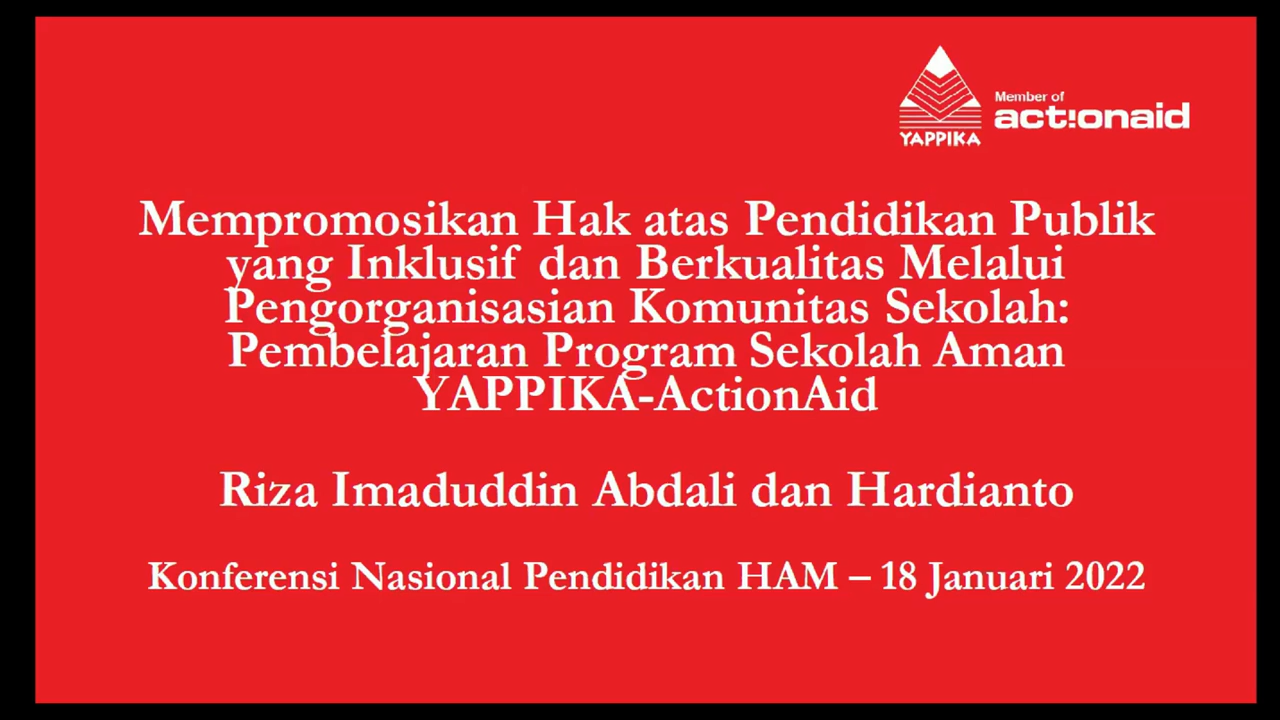 Member of
act!onaid
YAPPIKA
Mempromosikan Hak atas Pendidikan Publik
yang Inklusif dan Berkualitas Melalui
Pengorganisasian Komunitas Sekolah:
Pembelajaran Program Sekolah Aman
YAPPIKA-ActionAid
Riza Imaduddin Abdali dan Hardianto
Konferensi Nasional Pendidikan HAM – 18 Januari 2022